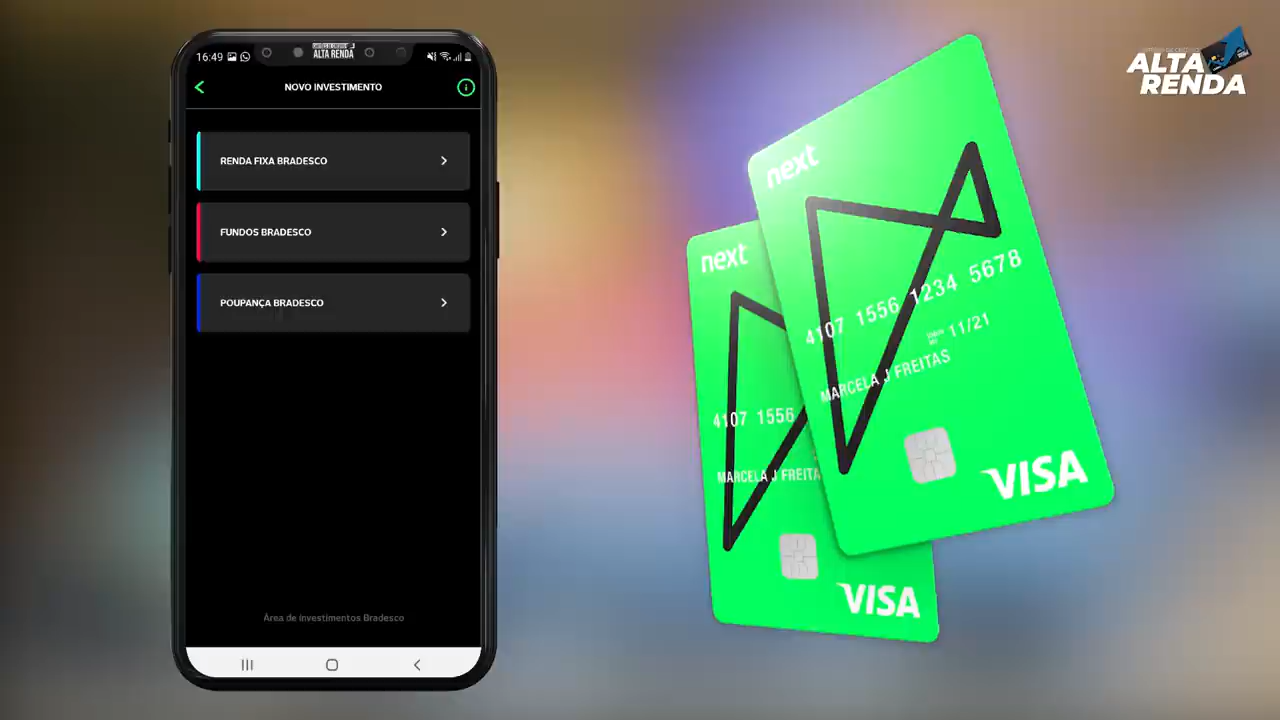 16:49
ALTA RENDA
NOVO INVESTIMENTO
RENDA FIXA BRADESCO
FUNDOS BRADESCO
POUPANÇA BRADESCO
Área de Investimentos Bradesco
next
4107 1556
MARCELA J FREITA
VISA
next
4107 1556 1234 5678
11/21
MARCELA J FREITAS
VISA
ALTA
RENDA